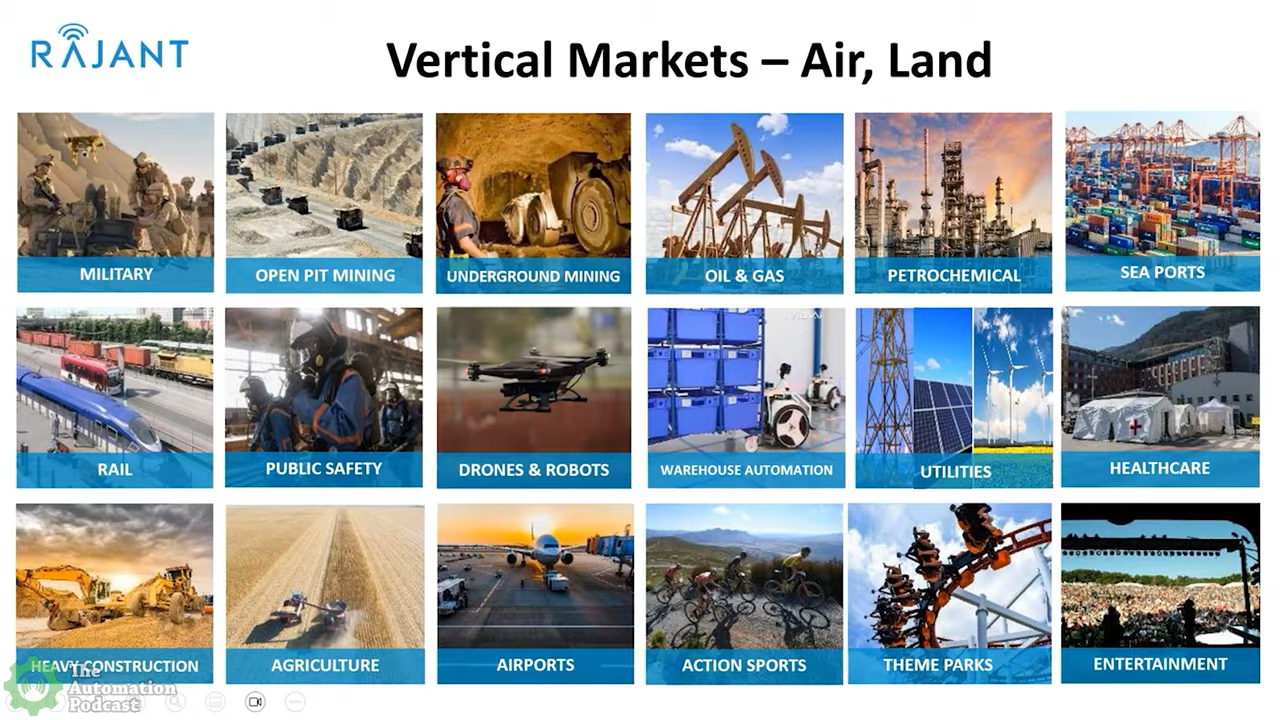 RAJANT
Vertical Markets – Air, Land
MILITARY
OPEN PIT MINING
UNDERGROUND MINING
OIL & GAS
PETROCHEMICAL
SEA PORTS
RAIL
PUBLIC SAFETY
DRONES & ROBOTS
WAREHOUSE AUTOMATION
UTILITIES
HEALTHCARE
HEAVY CONSTRUCTION
AGRICULTURE
AIRPORTS
ACTION SPORTS
THEME PARKS
ENTERTAINMENT
The
Automation
Podcast